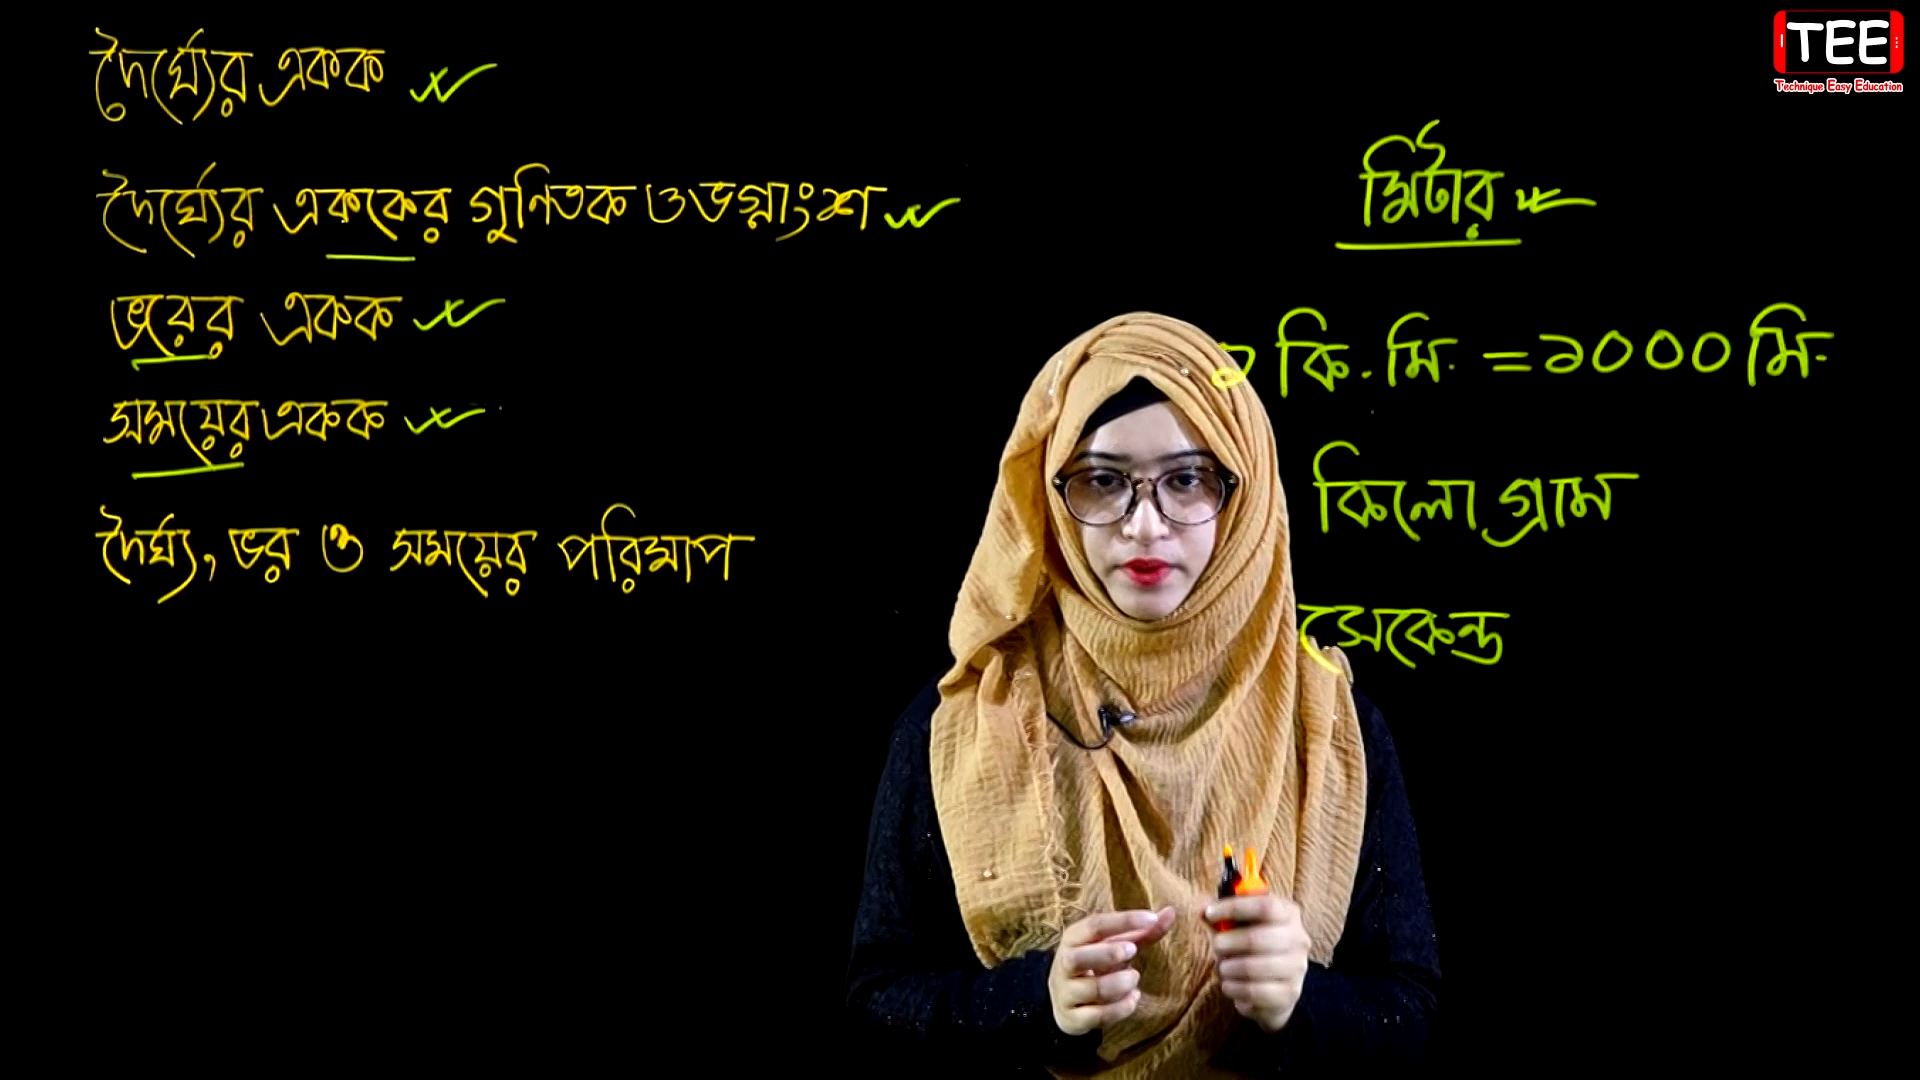 দৈর্ঘ্যের একক
দৈর্ঘ্যের এককের গুনিতক ও ভগ্নাংশ
ভরের একক
সময়ের একক
দৈর্ঘ্য, ভর ও সময়ের পরিমাপ
মিটার
১ কি.মি. = ১০০০ মি.
কিলোগ্রাম
সেকেন্ড
TEE
Technique Easy Education